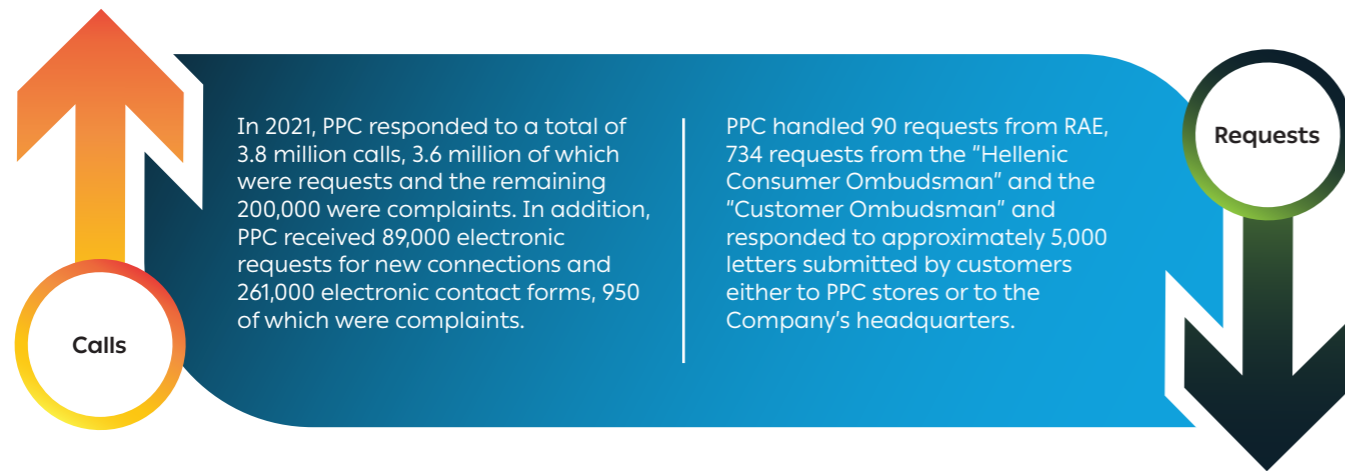 In 2021, PPC responded to a total of
3.8 million calls, 3.6 million of which
were requests and the remaining
200,000 were complaints. In addition,
PPC received 89,000 electronic
requests for new connections and
261,000 electronic contact forms, 950
of which were complaints.
Calls
PPC handled 90 requests from RAE,
734 requests from the "Hellenic
Consumer Ombudsman" and the
"Customer Ombudsman" and
responded to approximately 5,000
letters submitted by customers
either to PPC stores or to the
Company's headquarters.
Requests